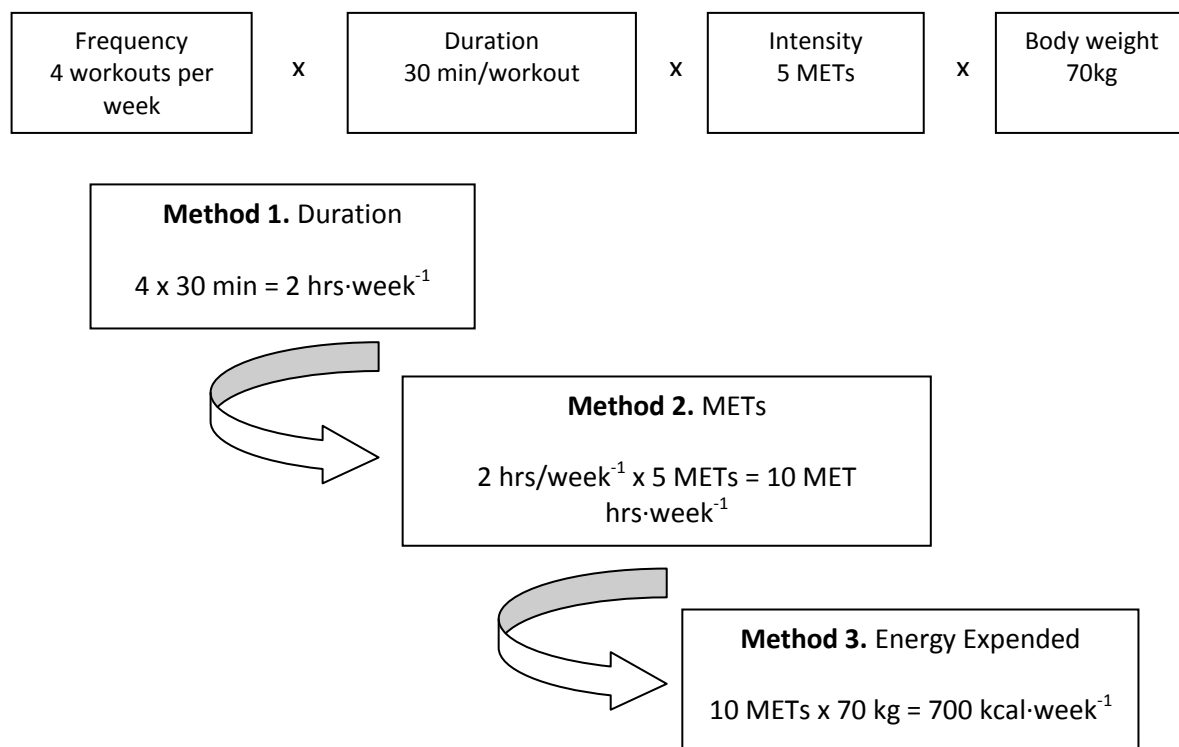 Frequency
4 workouts per
week
x
Duration
30 min/workout
x
Intensity
5 METs
x
Body weight
70kg
Method 1. Duration
4 x 30 min = 2 hrs·week⁻¹
Method 2. METs
2 hrs/week⁻¹ x 5 METs = 10 MET
hrs·week⁻¹
Method 3. Energy Expended
10 METs x 70 kg = 700 kcal·week⁻¹